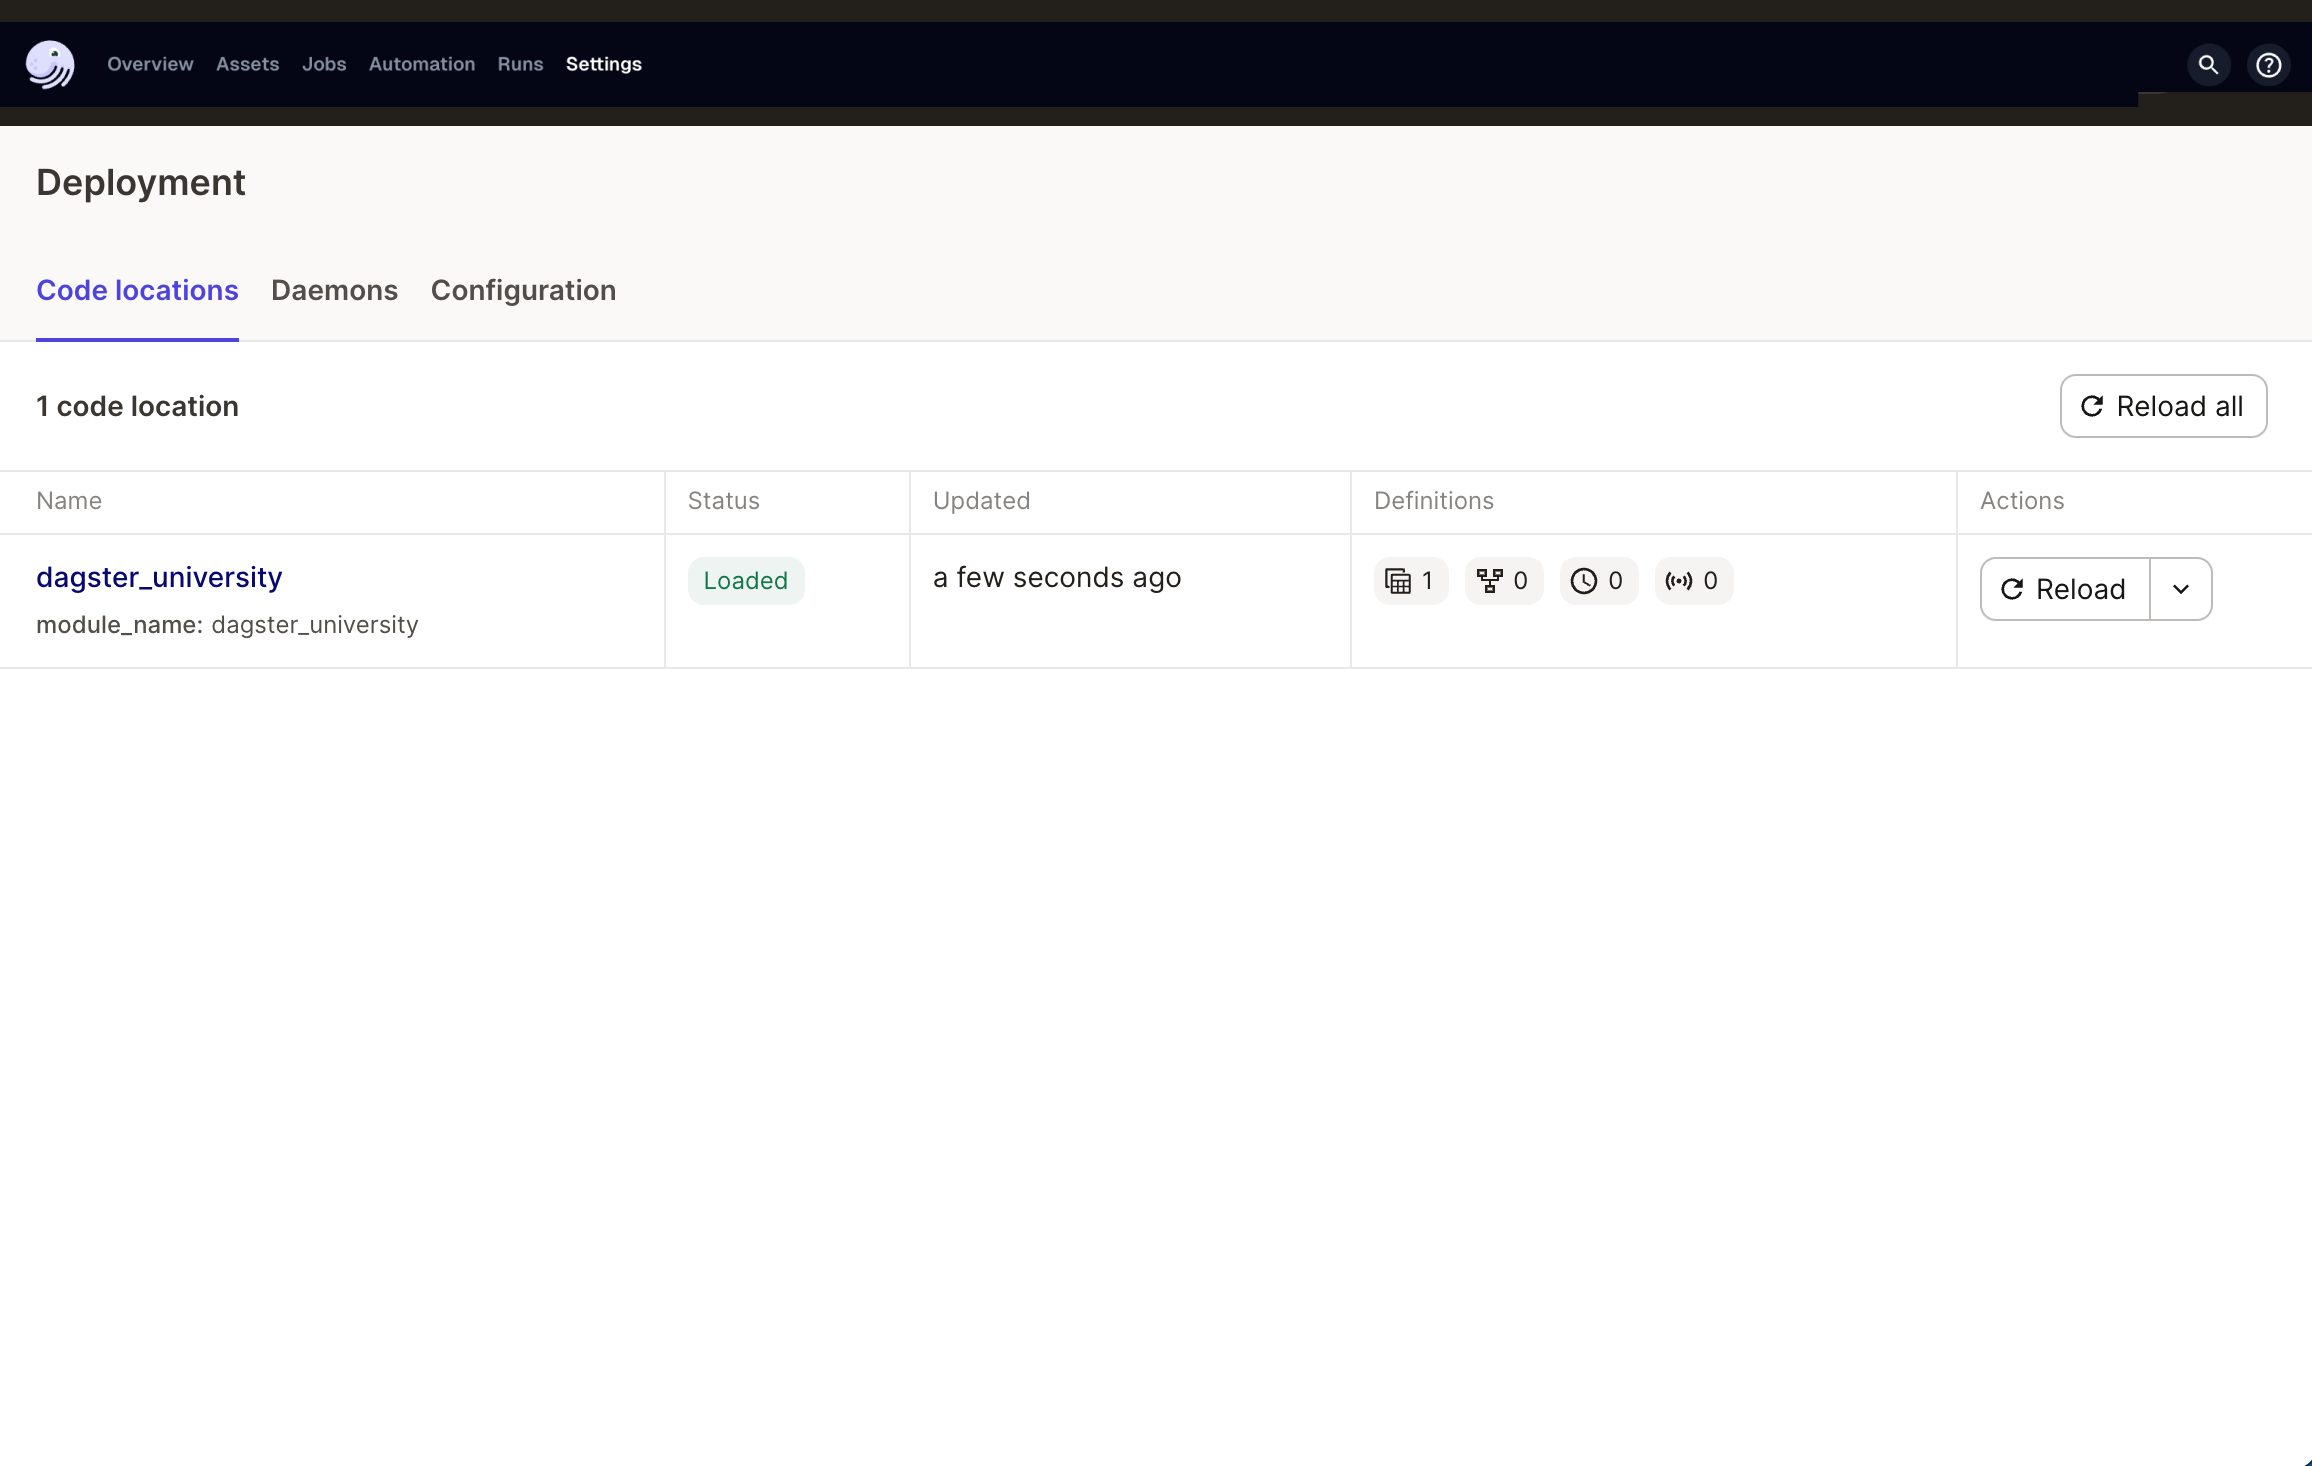 Overview Assets Jobs Automation Runs Settings
Deployment
Code locations Daemons Configuration
1 code location
Reload all
Name Status Updated Definitions Actions
dagster_university Loaded a few seconds ago 1 0 0 0 Reload
module_name: dagster_university